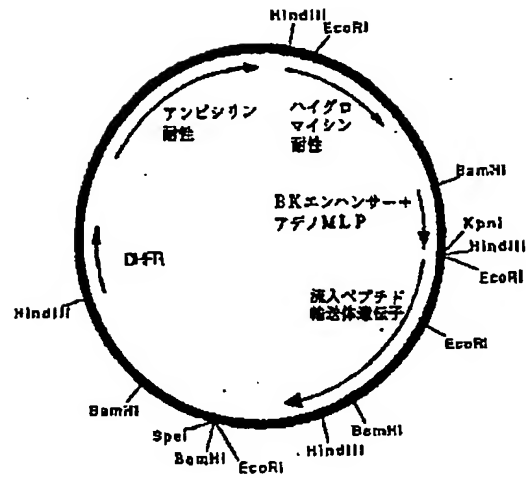 HindIII
EcoRI
アンピシリン
耐性
ハイグロ
マイシン
耐性
BamHI
BKエンハンサー+
アデノMLP
KpnI
HindIII
EcoRI
DHFR
流入ペプチド
輸送体遺伝子
HindIII
EcoRI
BamHI
SpeI
BamHI
EcoRI
HindIII
BamHI